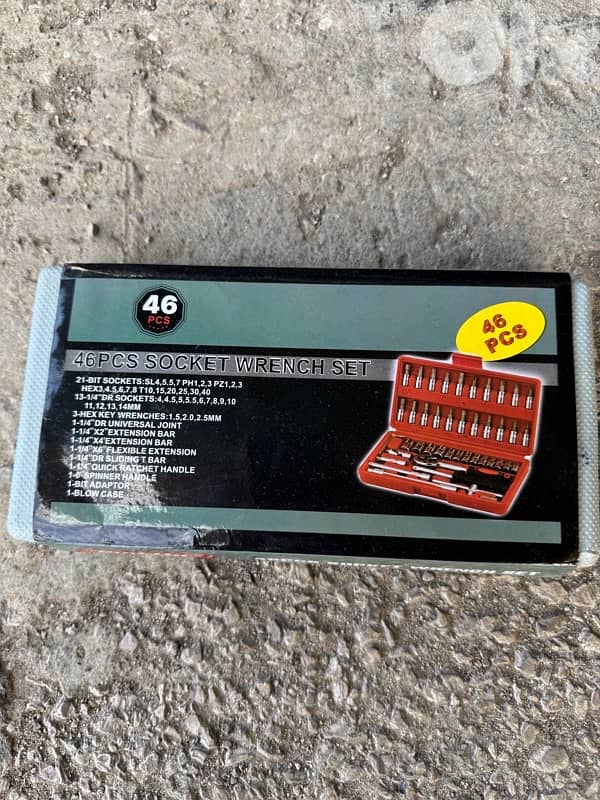 olx
46
PCS
46
PCS
46PCS SOCKET WRENCH SET
21-BIT SOCKETS:SL4,5.5,7 PH1,2,3 PZ1,2,3
HEX3,4,5,6,7,8 T10,15,20,25,30,40
13-1/4"DR SOCKETS:4,4.5,5,5.5,6,7,8,9,10
11,12,13,14MM
3-HEX KEY WRENCHES:1.5,2.0,2.5MM
1-1/4"DR UNIVERSAL JOINT
1-1/4"X2"EXTENSION BAR
1-1/4"X4"EXTENSION BAR
1-1/4"X6"FLEXIBLE EXTENSION
1-1/4"DR SLIDING T BAR
1-1/4"QUICK RATCHET HANDLE
1-6"SPINNER HANDLE
1-BIT ADAPTOR
1-BLOW CASE